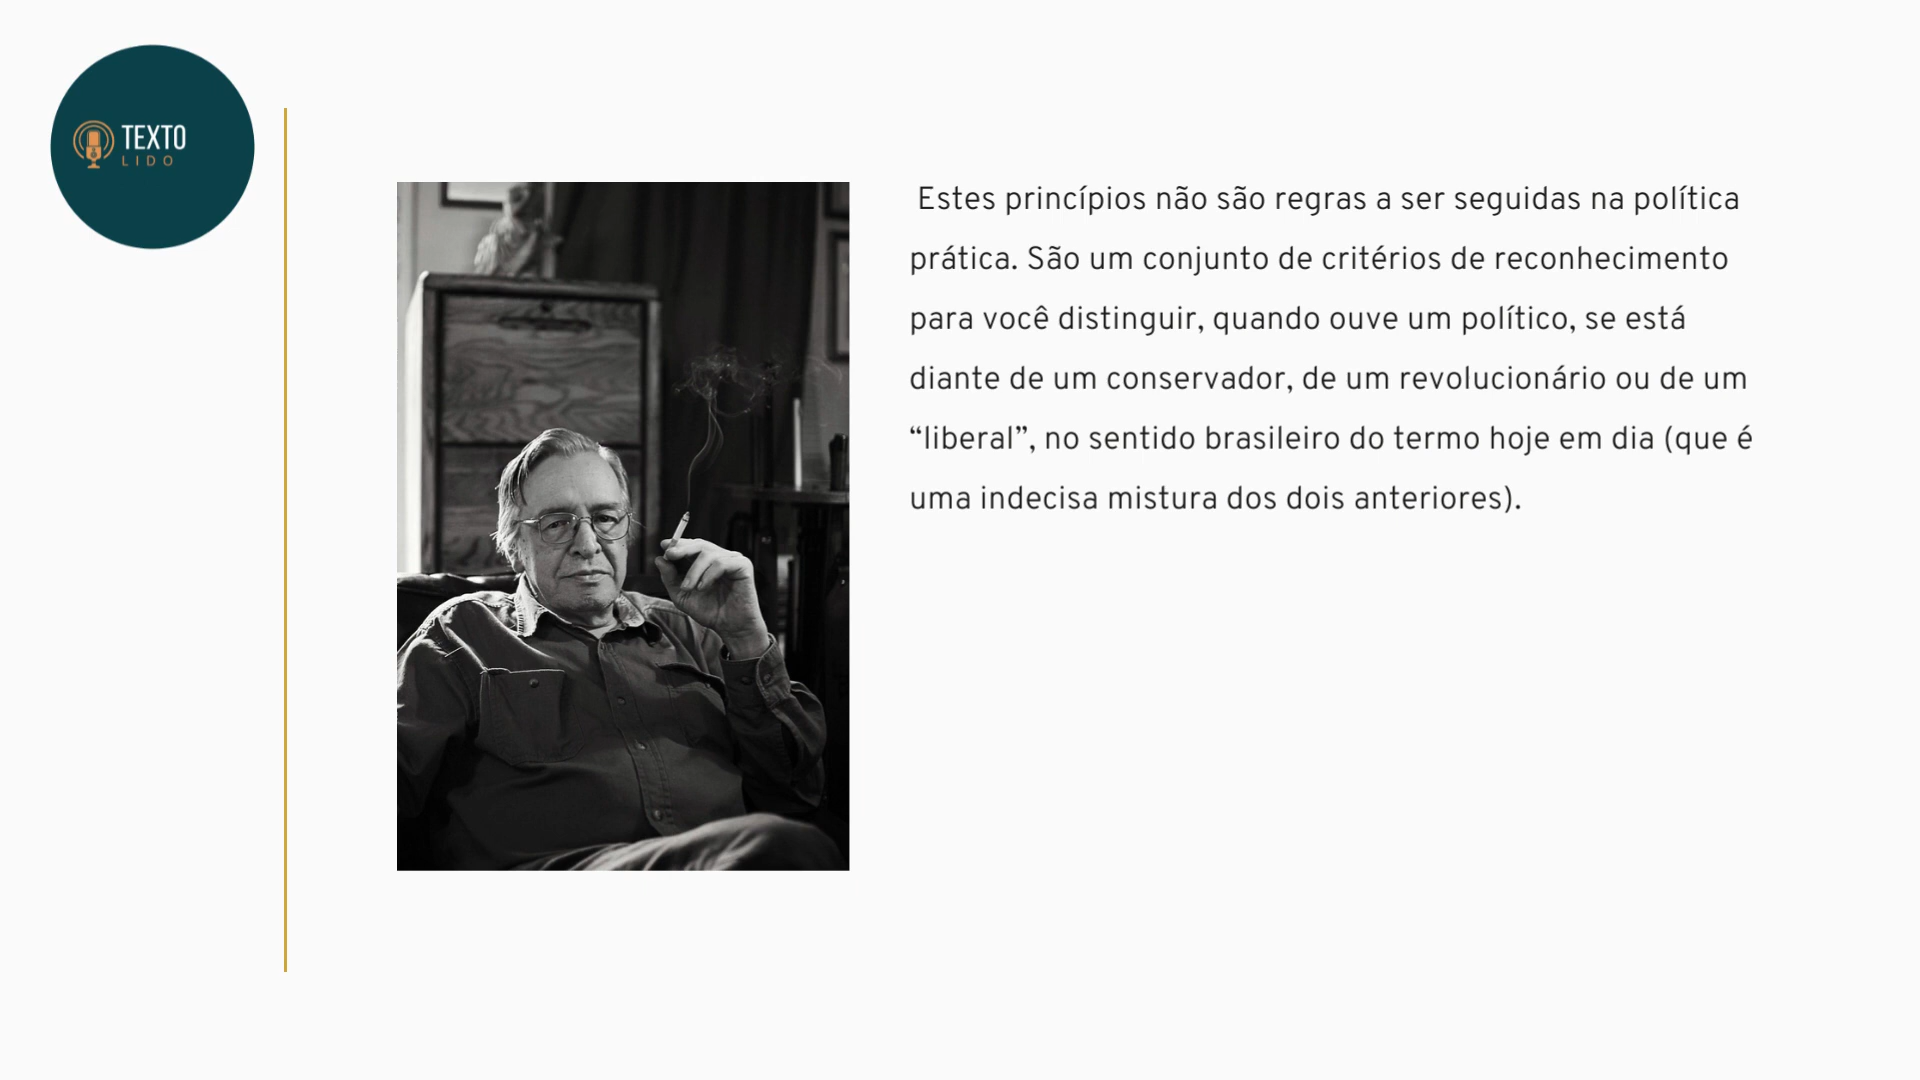 TEXTO
LIDO
Estes princípios não são regras a ser seguidas na política
prática. São um conjunto de critérios de reconhecimento
para você distinguir, quando ouve um político, se está
diante de um conservador, de um revolucionário ou de um
“liberal”, no sentido brasileiro do termo hoje em dia (que é
uma indecisa mistura dos dois anteriores).